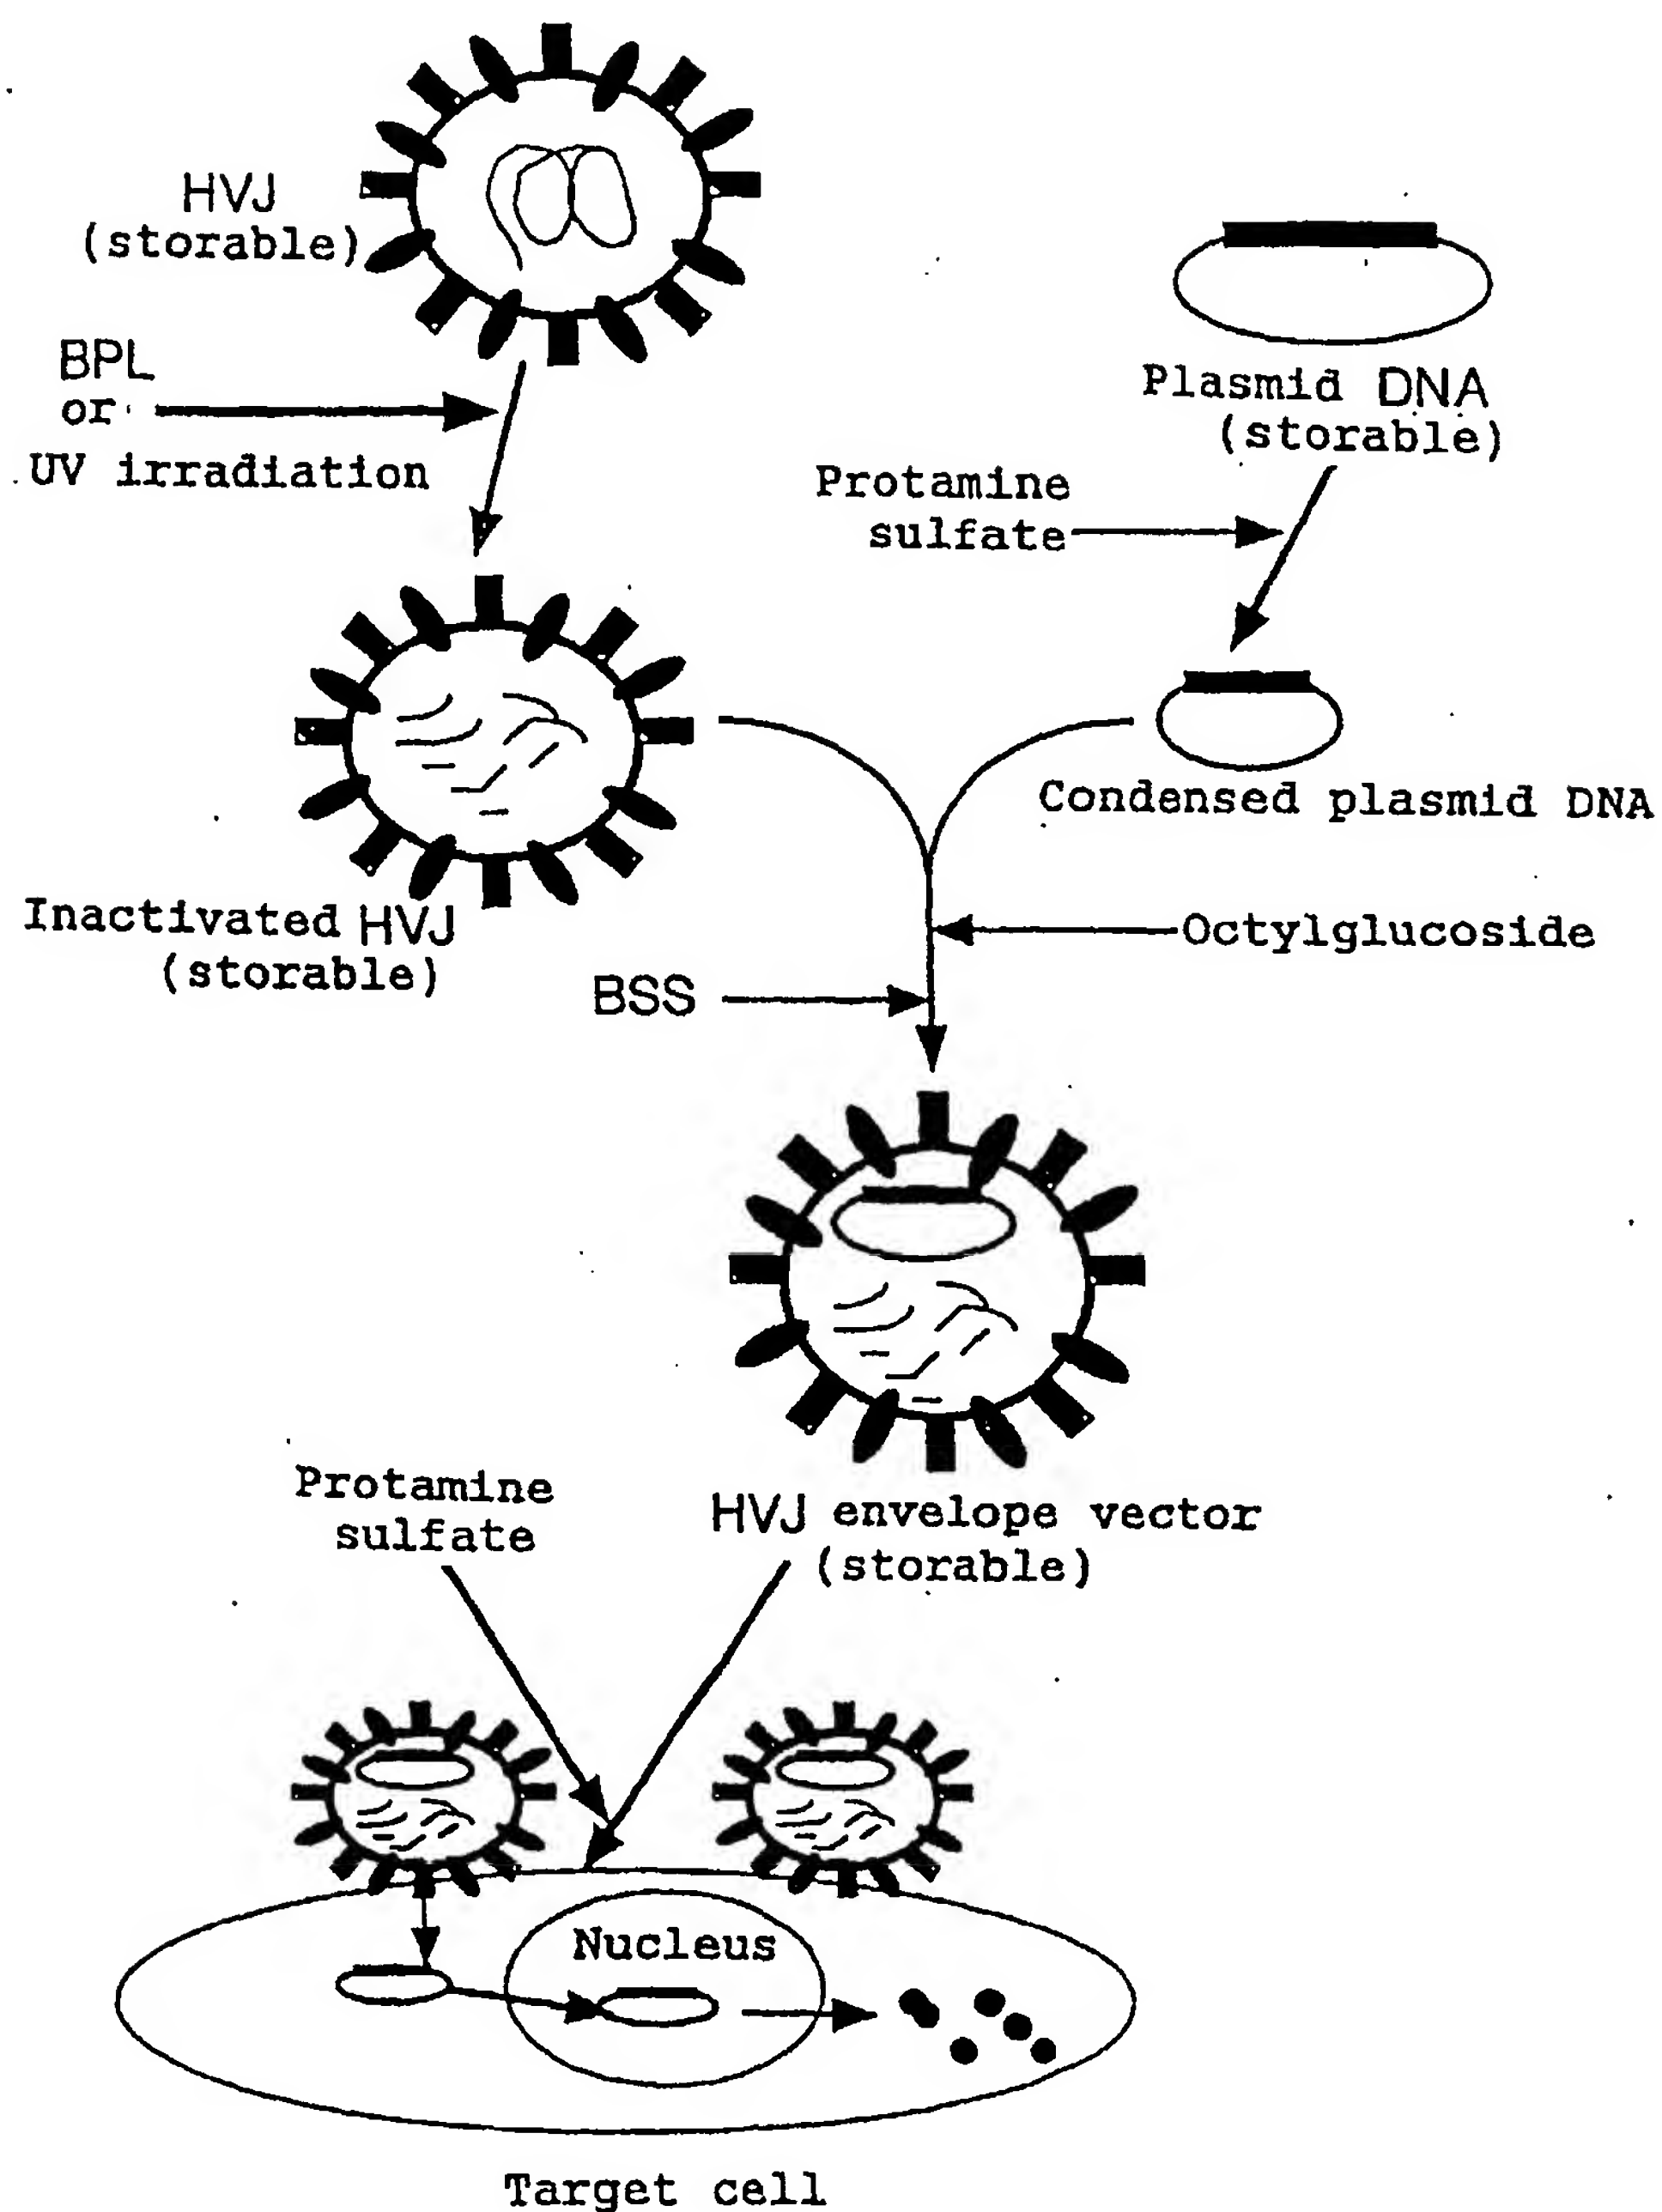 HVJ
(storable)
BPL
or
UV irradiation
Plasmid DNA
(storable)
Protamine
sulfate
Condensed plasmid DNA
Inactivated HVJ
(storable)
Octylglucoside
BSS
Protamine
sulfate
HVJ envelope vector
(storable)
Nucleus
Target cell